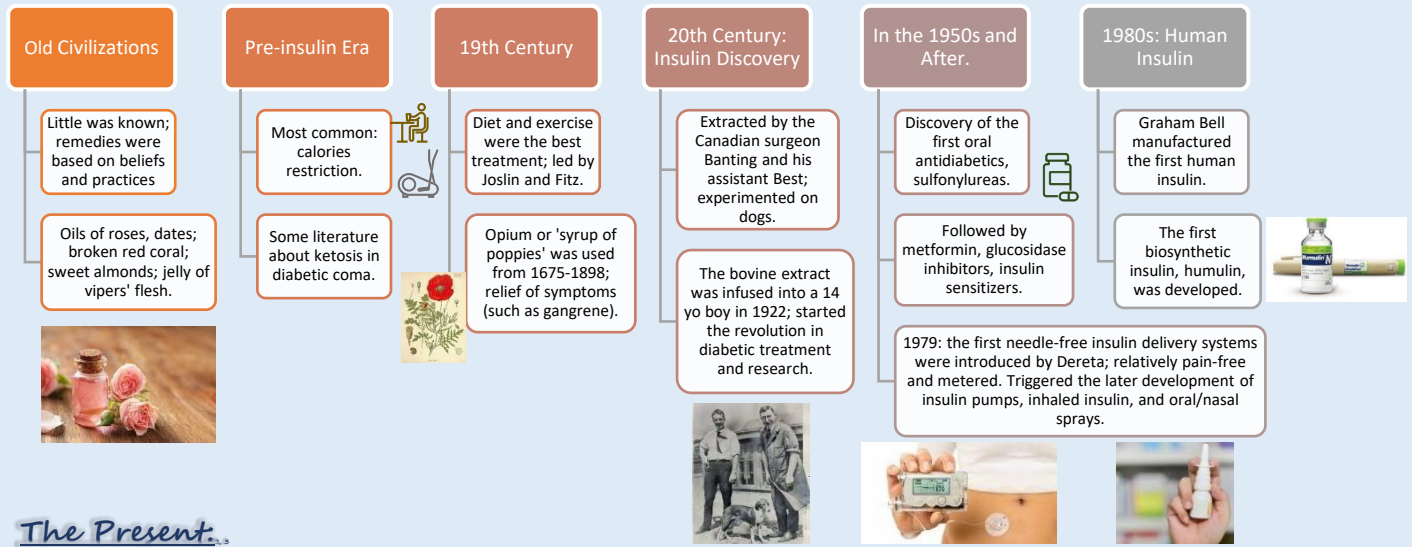 Old Civilizations
Little was known;
remedies were
based on beliefs
and practices
Oils of roses, dates;
broken red coral;
sweet almonds; jelly of
vipers' flesh.
Pre-insulin Era
Most common:
calories
restriction.
Some literature
about ketosis in
diabetic coma.
19th Century
Diet and exercise
were the best
treatment; led by
Joslin and Fitz.
Opium or 'syrup of
poppies' was used
from 1675-1898;
relief of symptoms
(such as gangrene).
20th Century:
Insulin Discovery
Extracted by the
Canadian surgeon
Banting and his
assistant Best;
experimented on
dogs.
The bovine extract
was infused into a 14
yo boy in 1922; started
the revolution in
diabetic treatment
and research.
In the 1950s and
After.
Discovery of the
first oral
antidiabetics,
sulfonylureas.
Followed by
metformin, glucosidase
inhibitors, insulin
sensitizers.
1979: the first needle-free insulin delivery systems
were introduced by Dereta; relatively pain-free
and metered. Triggered the later development of
insulin pumps, inhaled insulin, and oral/nasal
sprays.
1980s: Human
Insulin
Graham Bell
manufactured
the first human
insulin.
The first
biosynthetic
insulin, humulin,
was developed.
Humulin N
The Present: